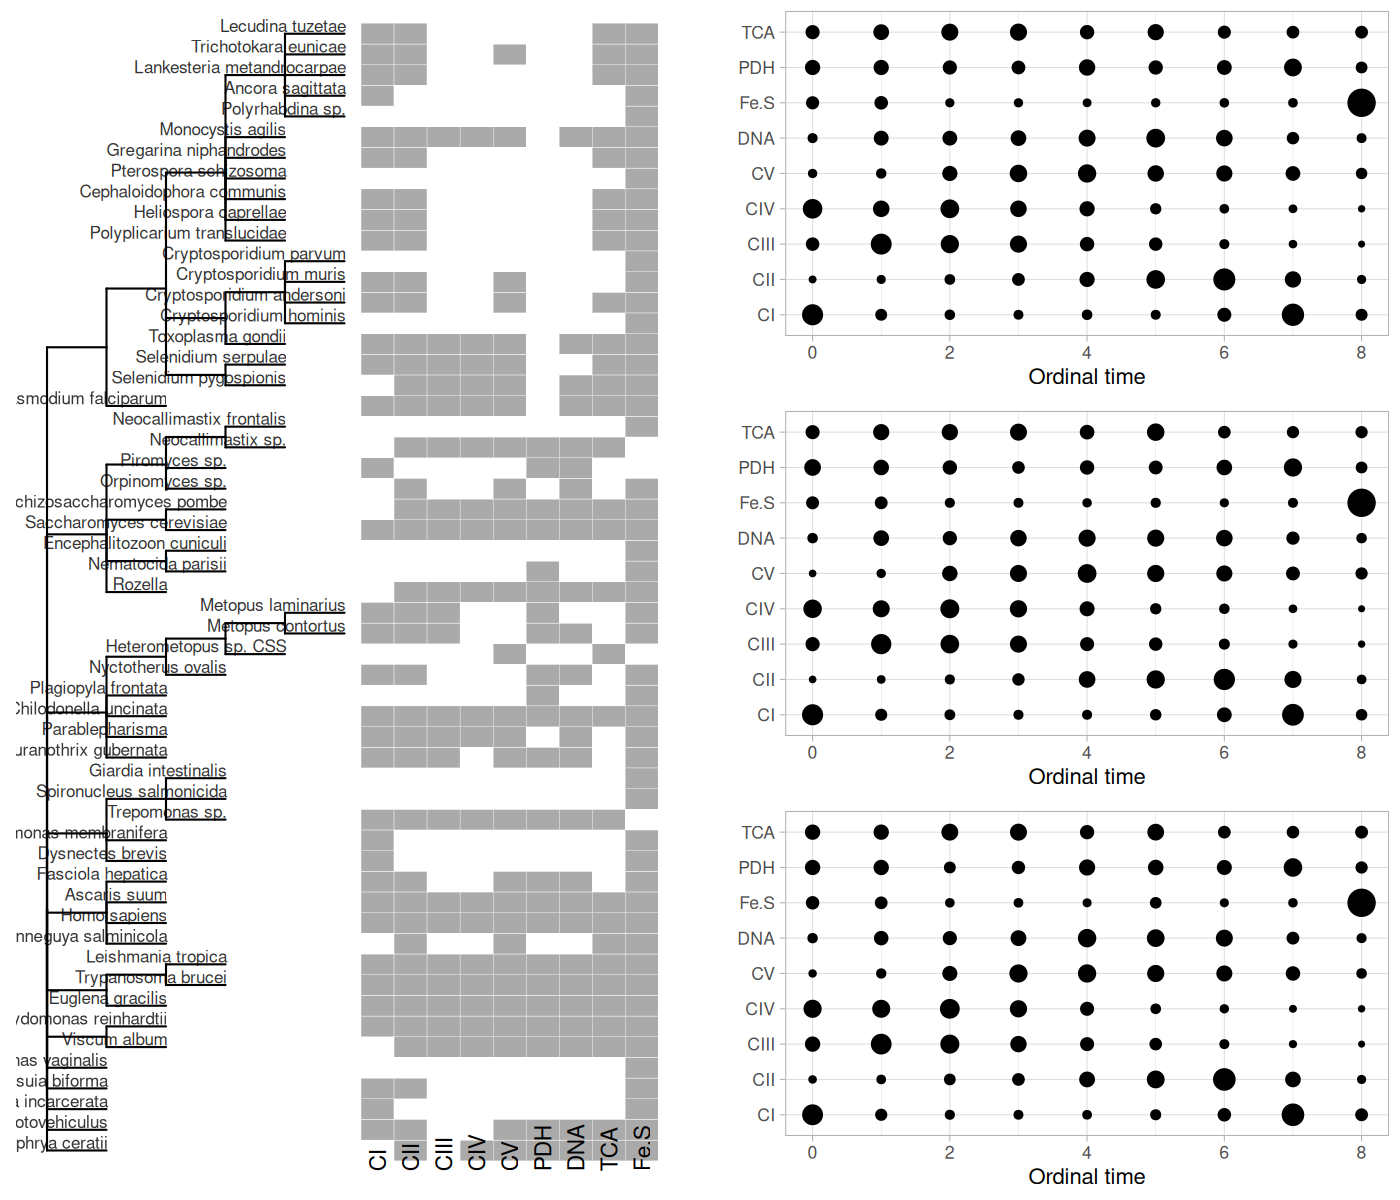 Lecudina tuzetae
Trichotokara eunicae
Lankesteria metandrocarpae
Ancora sagittata
Polyrhabdina sp.
Monocystis agilis
Gregarina niphandrodes
Pterospora schizosoma
Cephaloidophora communis
Heliospora caprellae
Polyplicarium translucidae
Cryptosporidium parvum
Cryptosporidium muris
Cryptosporidium andersoni
Cryptosporidium hominis
Toxoplasma gondii
Selenidium serpulae
Selenidium pygospionis
smodium falciparum
Neocallimastix frontalis
Neocallimastix sp.
Piromyces sp.
Orpinomyces sp.
chizosaccharomyces pombe
Saccharomyces cerevisiae
Encephalitozoon cuniculi
Nematocida parisii
Rozella
Metopus laminarius
Metopus contortus
Heterometopus sp. CSS
Nyctotherus ovalis
Plagiopyla frontata
Chilodonella uncinata
Parablepharisma
uranothrix gubernata
Giardia intestinalis
Spironucleus salmonicida
Trepomonas sp.
monas membranifera
Dysnectes brevis
Fasciola hepatica
Ascaris suum
Homo sapiens
nneguya salminicola
Leishmania tropica
Trypanosoma brucei
Euglena gracilis
ydomonas reinhardtii
Viscum album
nas vaginalis
suia biforma
a incarcerata
otovehiculus
phrya ceratii
CI CII CIII CIV CV PDH DNA TCA Fe.S
TCA
PDH
Fe.S
DNA
CV
CIV
CIII
CII
CI
0 2 4 6 8
Ordinal time
TCA
PDH
Fe.S
DNA
CV
CIV
CIII
CII
CI
0 2 4 6 8
Ordinal time
TCA
PDH
Fe.S
DNA
CV
CIV
CIII
CII
CI
0 2 4 6 8
Ordinal time